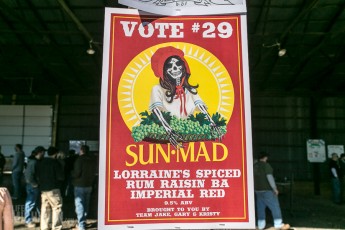 VOTE #29
SUN-MAD
LORRAINE'S SPICED
RUM RAISIN BA
IMPERIAL RED
9.5% ABV
BROUGHT TO YOU BY
TEAM JAKE, GARY & KRISTY